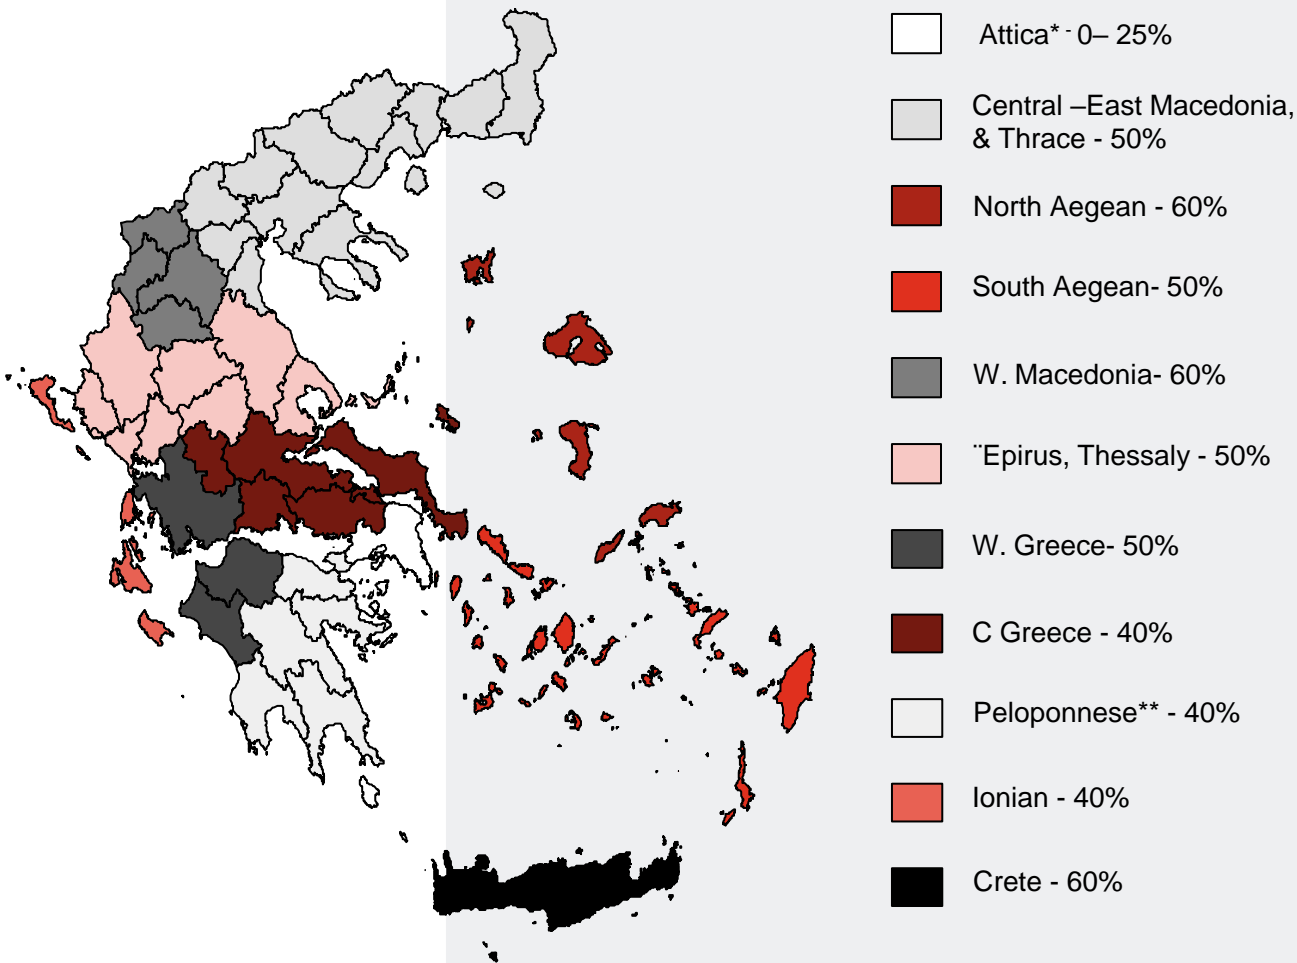 Attica* - 0– 25%
Central –East Macedonia,
& Thrace - 50%
North Aegean - 60%
South Aegean- 50%
W. Macedonia- 60%
¨Epirus, Thessaly - 50%
W. Greece- 50%
C Greece - 40%
Peloponnese** - 40%
Ionian - 40%
Crete - 60%